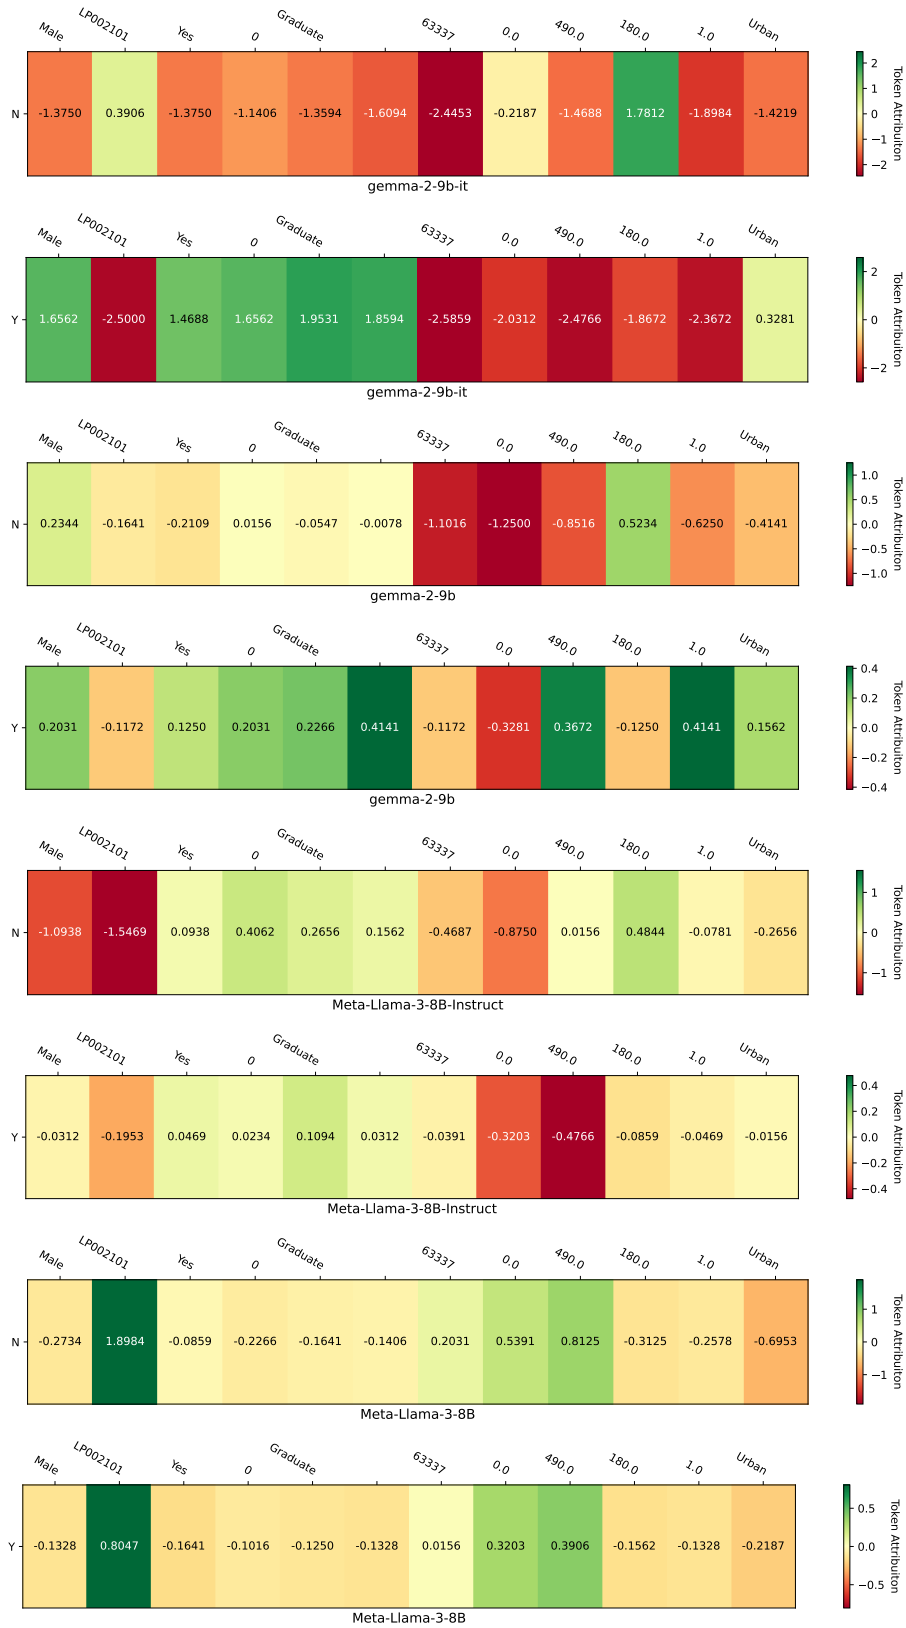 Male LP002101 Yes 0 Graduate 63337 0.0 490.0 180.0 1.0 Urban
N -1.3750 0.3906 -1.3750 -1.1406 -1.3594 -1.6094 -2.4453 -0.2187 -1.4688 1.7812 -1.8984 -1.4219
gemma-2-9b-it
2 1 0 −1 −2
Token Attribuiton
Male LP002101 Yes 0 Graduate 63337 0.0 490.0 180.0 1.0 Urban
Y 1.6562 -2.5000 1.4688 1.6562 1.9531 1.8594 -2.5859 -2.0312 -2.4766 -1.8672 -2.3672 0.3281
gemma-2-9b-it
2 0 −2
Token Attribuiton
Male LP002101 Yes 0 Graduate 63337 0.0 490.0 180.0 1.0 Urban
N 0.2344 -0.1641 -0.2109 0.0156 -0.0547 -0.0078 -1.1016 -1.2500 -0.8516 0.5234 -0.6250 -0.4141
gemma-2-9b
1.0 0.5 0.0 −0.5 −1.0
Token Attribuiton
Male LP002101 Yes 0 Graduate 63337 0.0 490.0 180.0 1.0 Urban
Y 0.2031 -0.1172 0.1250 0.2031 0.2266 0.4141 -0.1172 -0.3281 0.3672 -0.1250 0.4141 0.1562
gemma-2-9b
0.4 0.2 0.0 −0.2 −0.4
Token Attribuiton
Male LP002101 Yes 0 Graduate 63337 0.0 490.0 180.0 1.0 Urban
N -1.0938 -1.5469 0.0938 0.4062 0.2656 0.1562 -0.4687 -0.8750 0.0156 0.4844 -0.0781 -0.2656
Meta-Llama-3-8B-Instruct
1 0 −1
Token Attribuiton
Male LP002101 Yes 0 Graduate 63337 0.0 490.0 180.0 1.0 Urban
Y -0.0312 -0.1953 0.0469 0.0234 0.1094 0.0312 -0.0391 -0.3203 -0.4766 -0.0859 -0.0469 -0.0156
Meta-Llama-3-8B-Instruct
0.4 0.2 0.0 −0.2 −0.4
Token Attribuiton
Male LP002101 Yes 0 Graduate 63337 0.0 490.0 180.0 1.0 Urban
N -0.2734 1.8984 -0.0859 -0.2266 -0.1641 -0.1406 0.2031 0.5391 0.8125 -0.3125 -0.2578 -0.6953
Meta-Llama-3-8B
1 0 −1
Token Attribuiton
Male LP002101 Yes 0 Graduate 63337 0.0 490.0 180.0 1.0 Urban
Y -0.1328 0.8047 -0.1641 -0.1016 -0.1250 -0.1328 0.0156 0.3203 0.3906 -0.1562 -0.1328 -0.2187
Meta-Llama-3-8B
0.5 0.0 −0.5
Token Attribuiton